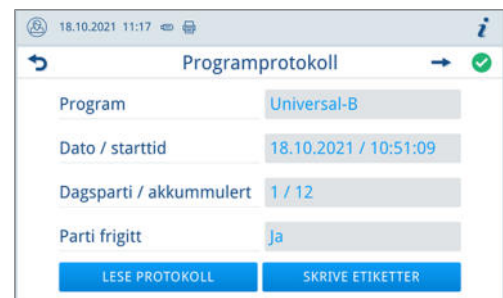 18.10.2021 11:17
i
Programprotokoll
Program Universal-B
Dato / starttid 18.10.2021 / 10:51:09
Dagsparti / akkummulert 1 / 12
Parti frigitt Ja
LESE PROTOKOLL SKRIVE ETIKETTER